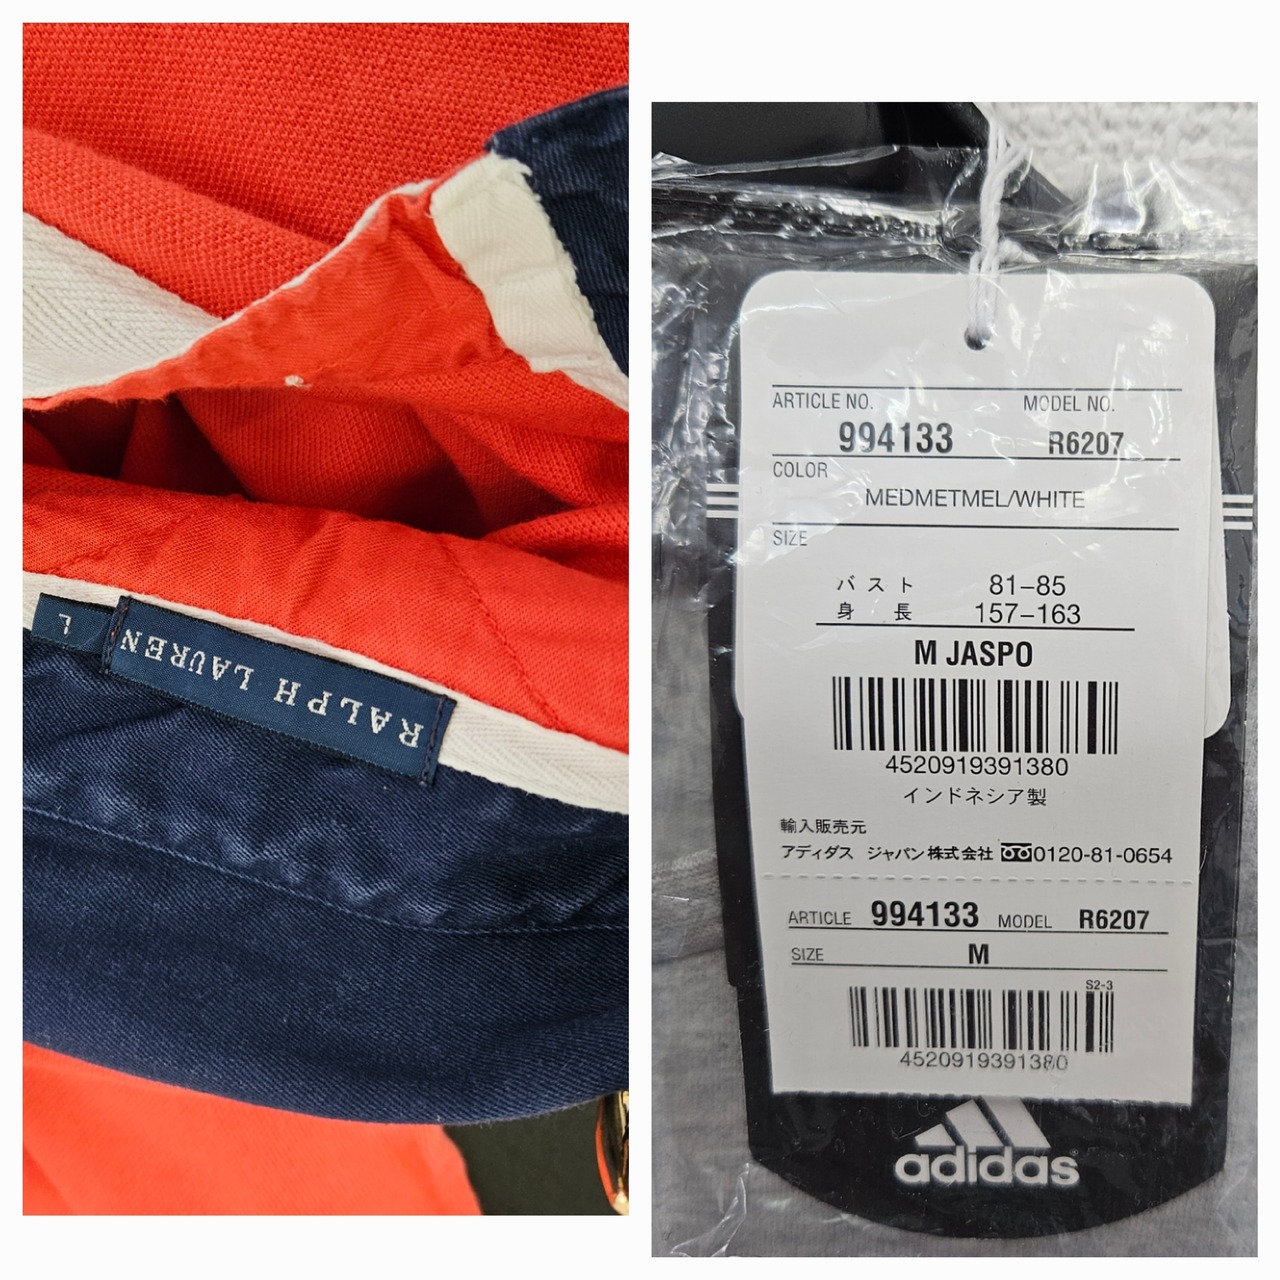 RALPH LAUREN
L
ARTICLE NO. MODEL NO.
994133 R6207
COLOR
MEDMETMEL/WHITE
SIZE
バスト 81-85
身長 157-163
M JASPO
4520919391380
インドネシア製
輸入販売元
アディダス ジャパン株式会社 0120-81-0654
ARTICLE 994133 MODEL R6207
SIZE M
S2-3
4520919391380
adidas